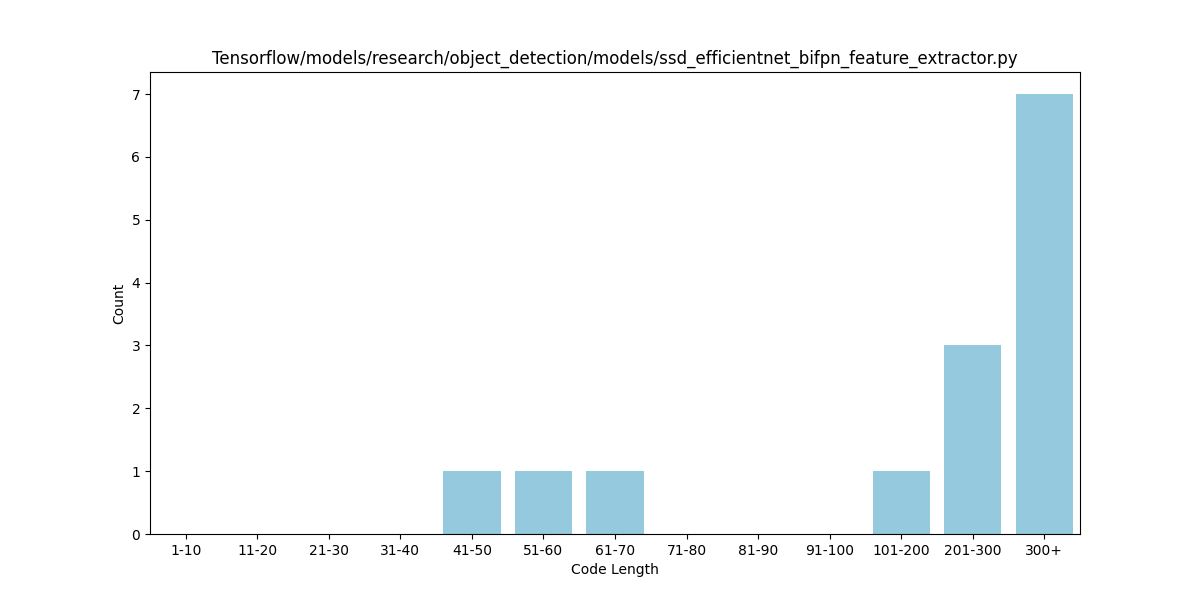 Tensorflow/models/research/object_detection/models/ssd_efficientnet_bifpn_feature_extractor.py
7
6
5
4
3
2
1
0
Count
1-10 11-20 21-30 31-40 41-50 51-60 61-70 71-80 81-90 91-100 101-200 201-300 300+
Code Length